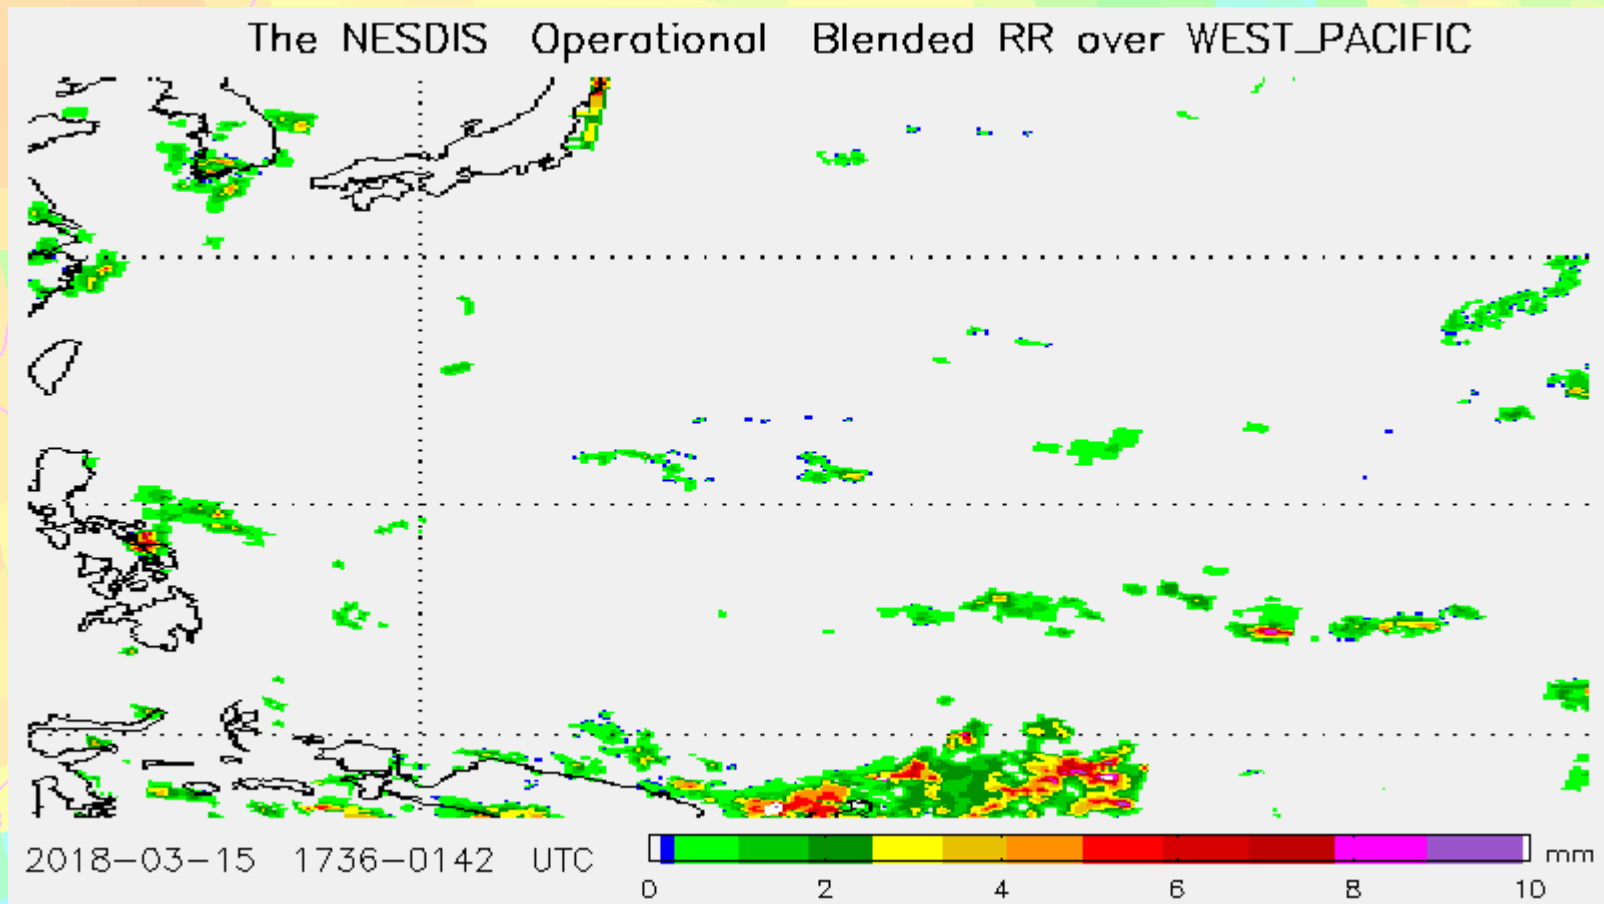 The NESDIS Operational Blended RR over WEST_PACIFIC
2018-03-15 1736-0142 UTC
mm
0 2 4 6 8 10